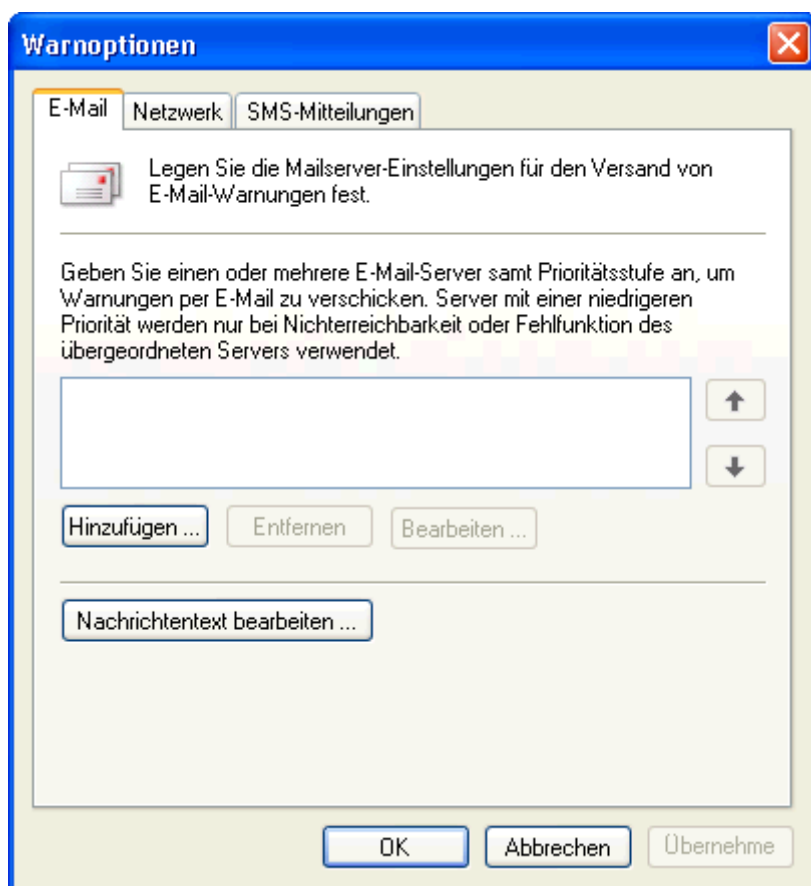 Warnoptionen
E-Mail Netzwerk SMS-Mitteilungen
Legen Sie die Mailserver-Einstellungen für den Versand von
E-Mail-Warnungen fest.
Geben Sie einen oder mehrere E-Mail-Server samt Prioritätsstufe an, um
Warnungen per E-Mail zu verschicken. Server mit einer niedrigeren
Priorität werden nur bei Nichterreichbarkeit oder Fehlfunktion des
übergeordneten Servers verwendet.
Hinzufügen ... Entfernen Bearbeiten ...
Nachrichtentext bearbeiten ...
OK Abbrechen Übernehme